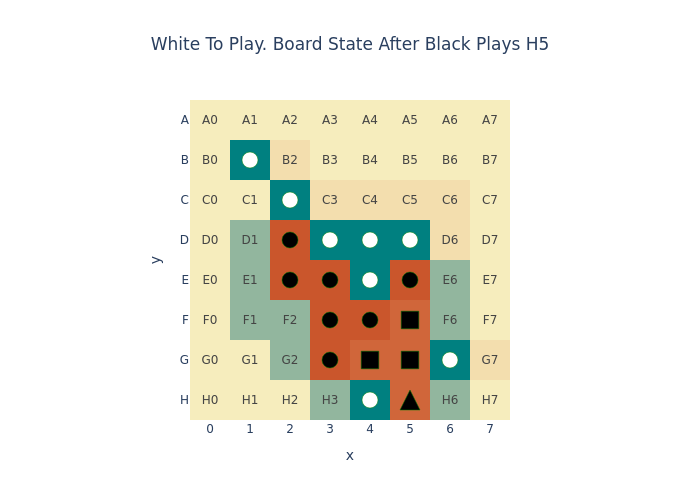 White To Play. Board State After Black Plays H5
A A0 A1 A2 A3 A4 A5 A6 A7
B B0 B2 B3 B4 B5 B6 B7
C C0 C1 C3 C4 C5 C6 C7
D D0 D1 D6 D7
y
E E0 E1 E6 E7
F F0 F1 F2 F6 F7
G G0 G1 G2 G7
H H0 H1 H2 H3 H6 H7
0 1 2 3 4 5 6 7
x